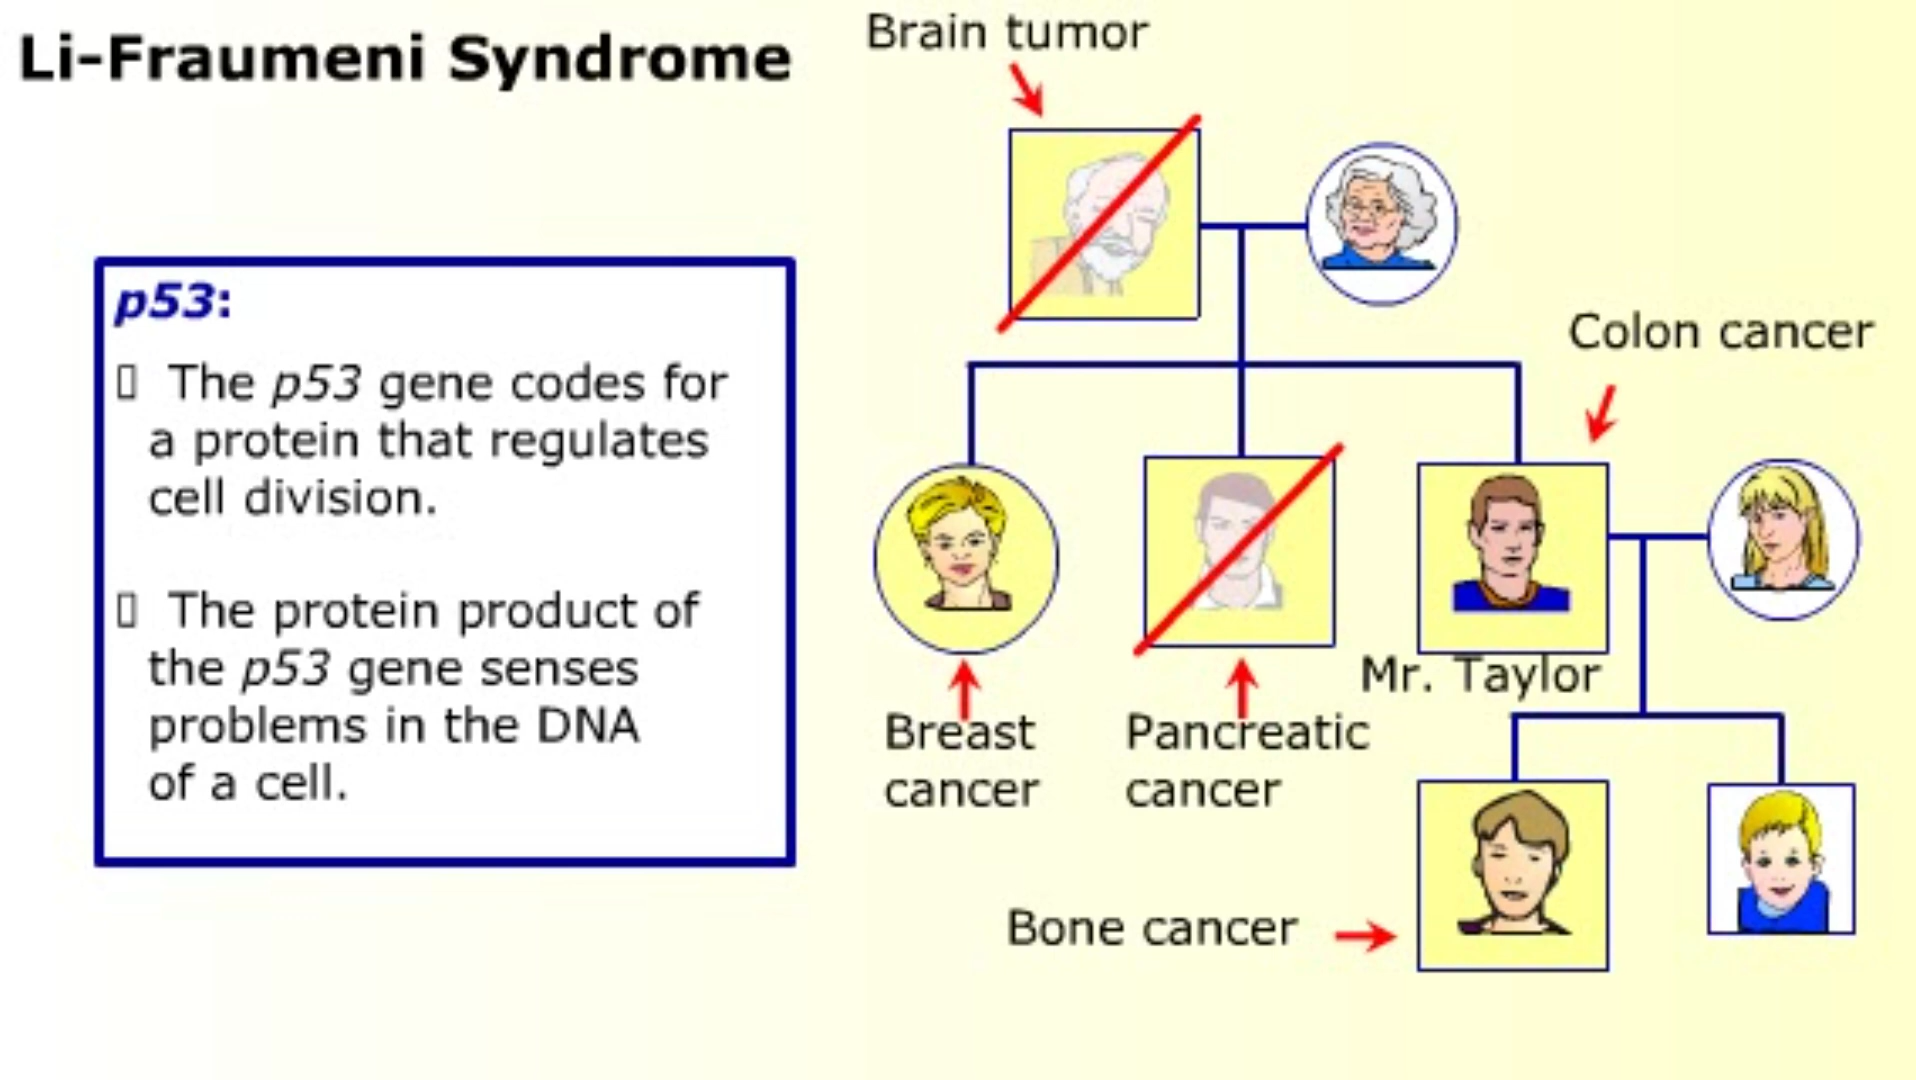 Li-Fraumeni Syndrome
p53:
The p53 gene codes for
a protein that regulates
cell division.
The protein product of
the p53 gene senses
problems in the DNA
of a cell.
Brain tumor
Colon cancer
Mr. Taylor
Breast
cancer
Pancreatic
cancer
Bone cancer